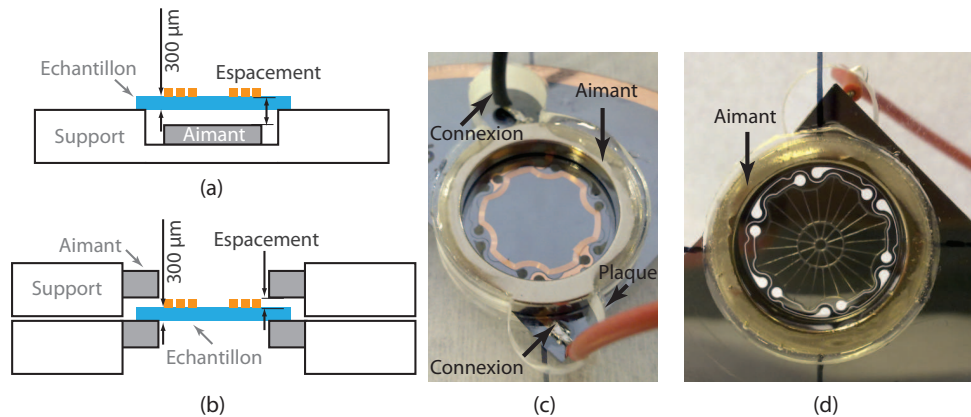 300 µm
Echantillon
Espacement
Support
Aimant
(a)
300 µm
Aimant
Espacement
Support
Echantillon
(b)
Aimant
Connexion
Plaque
Connexion
(c)
Aimant
(d)